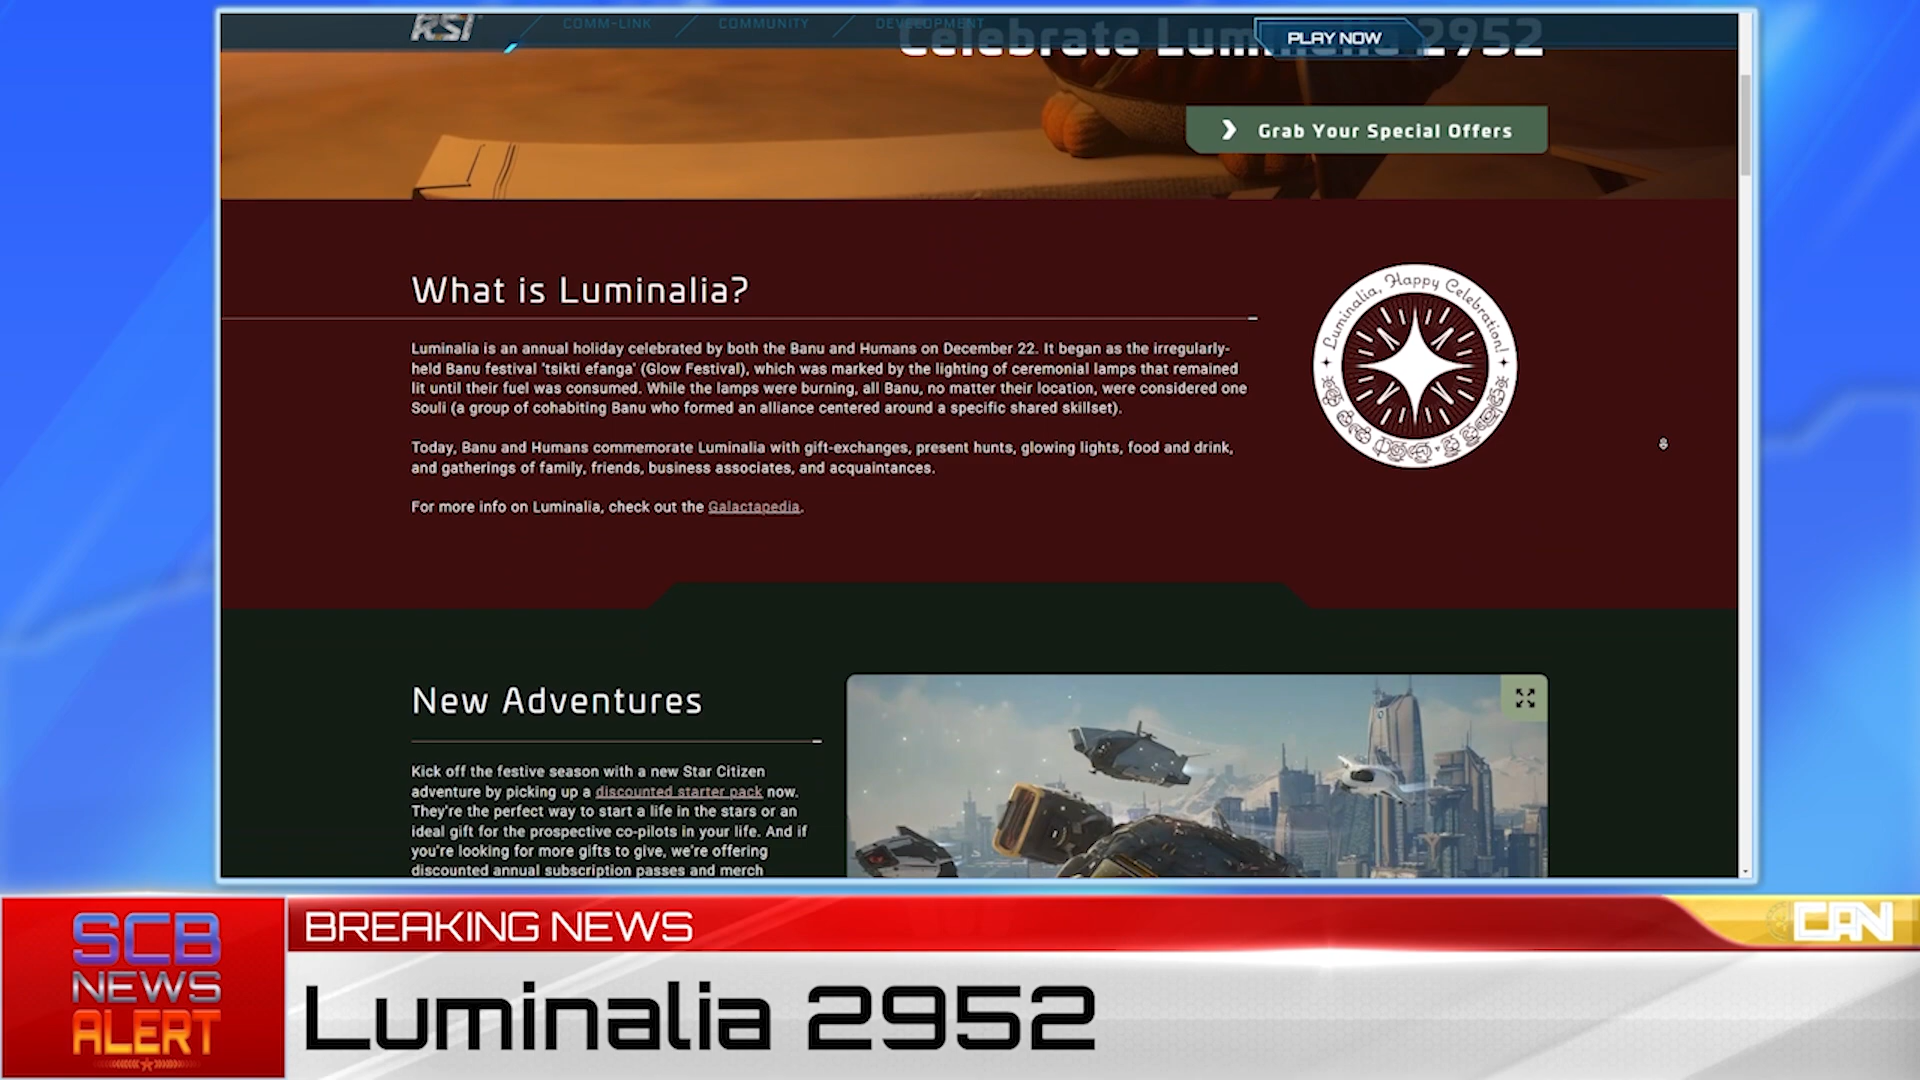 RSI
COMM-LINK
COMMUNITY
DEVELOPMENT
PLAY NOW
Celebrate Luminalia 2952
Grab Your Special Offers
What is Luminalia?
Luminalia is an annual holiday celebrated by both the Banu and Humans on December 22. It began as the irregularly-
held Banu festival 'tsikti efanga' (Glow Festival), which was marked by the lighting of ceremonial lamps that remained
lit until their fuel was consumed. While the lamps were burning, all Banu, no matter their location, were considered one
Souli (a group of cohabiting Banu who formed an alliance centered around a specific shared skillset).
Today, Banu and Humans commemorate Luminalia with gift-exchanges, present hunts, glowing lights, food and drink,
and gatherings of family, friends, business associates, and acquaintances.
For more info on Luminalia, check out the Galactapedia.
Luminalia, Happy Celebration!
New Adventures
Kick off the festive season with a new Star Citizen
adventure by picking up a discounted starter pack now.
They're the perfect way to start a life in the stars or an
ideal gift for the prospective co-pilots in your life. And if
you're looking for more gifts to give, we're offering
discounted annual subscription passes and merch
SCB
NEWS
ALERT
BREAKING NEWS
CAN
Luminalia 2952